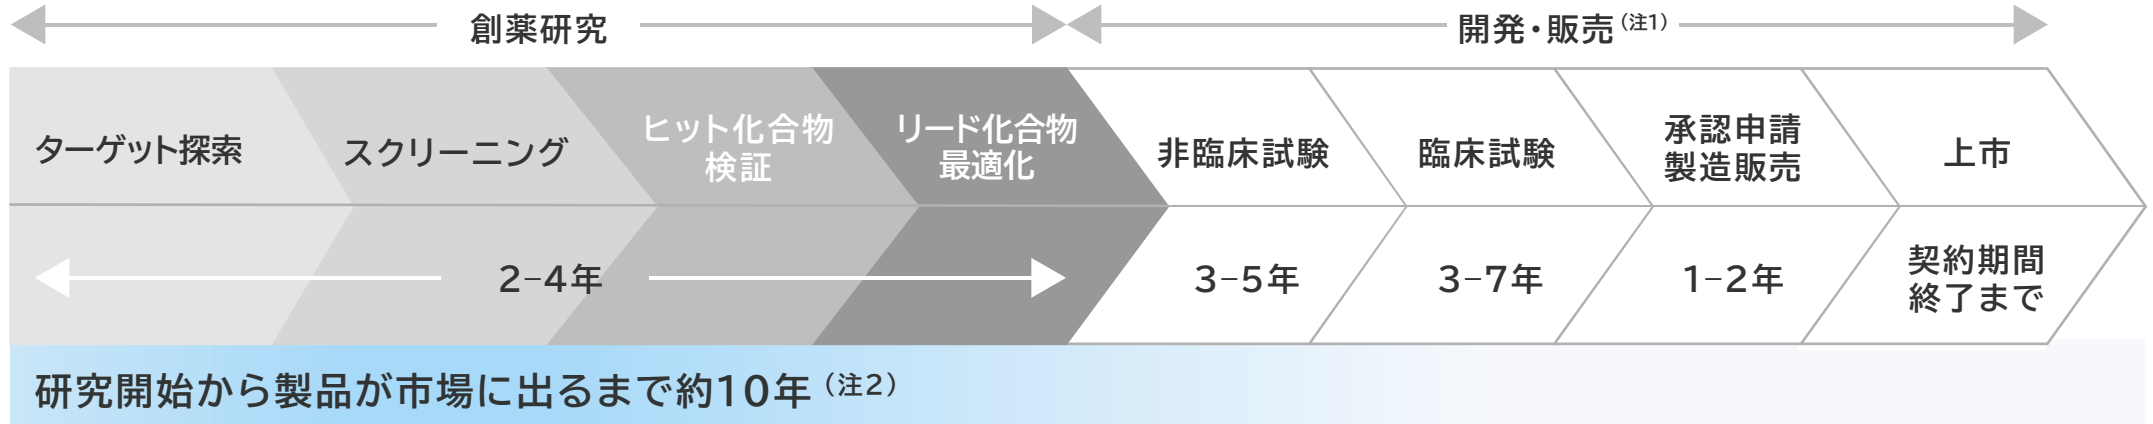 創薬研究
開発・販売（注1）
ターゲット探索
スクリーニング
ヒット化合物
検証
リード化合物
最適化
非臨床試験
臨床試験
承認申請
製造販売
上市
2−4年
3−5年
3−7年
1−2年
契約期間
終了まで
研究開始から製品が市場に出るまで約10年（注2）